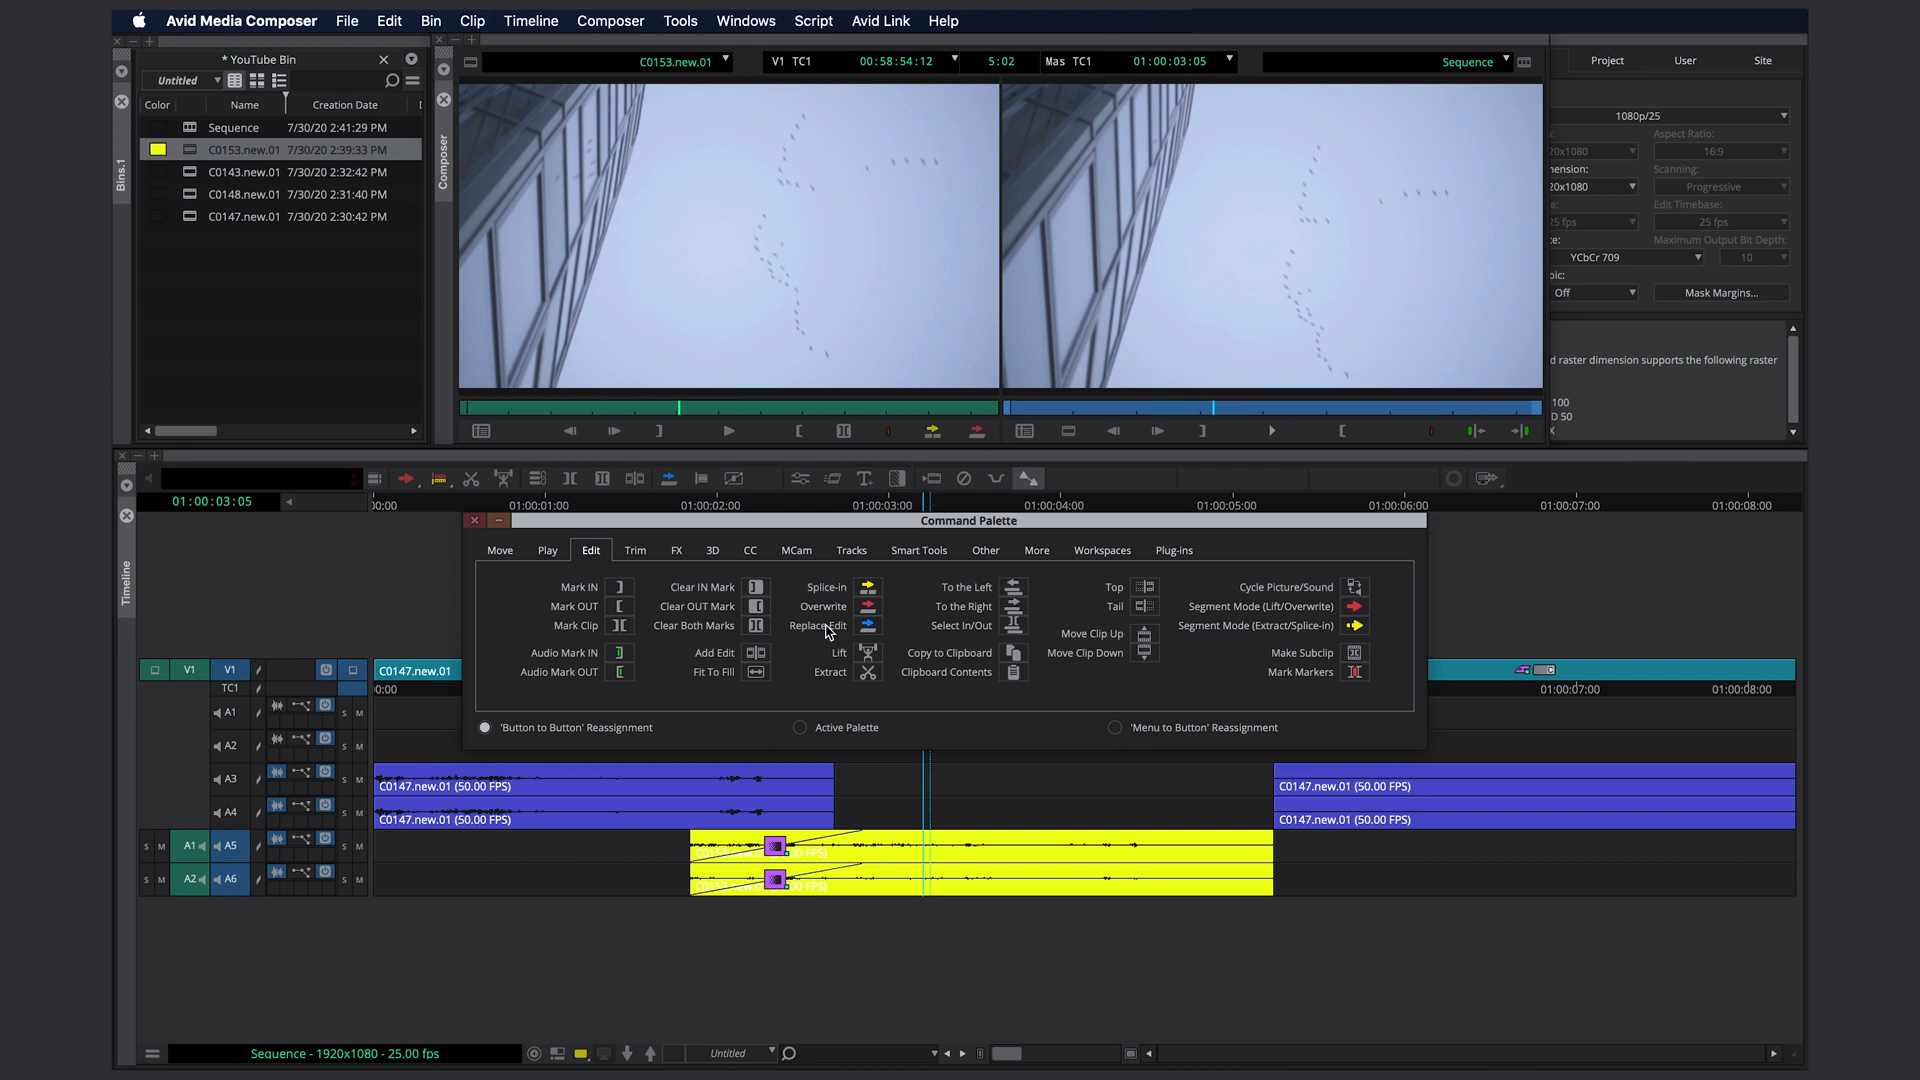 Avid Media Composer File Edit Bin Clip Timeline Composer Tools Windows Script Avid Link Help
* YouTube Bin
Untitled
Color Name Creation Date
Sequence 7/30/20 2:41:29 PM
C0153.new.01 7/30/20 2:39:33 PM
C0143.new.01 7/30/20 2:32:42 PM
C0148.new.01 7/30/20 2:31:40 PM
C0147.new.01 7/30/20 2:30:42 PM
Bins.1
Composer
C0153.new.01 V1 TC1 00:58:54:12 5:02 Mas TC1 01:00:03:05 Sequence
Project User Site
1080p/25
Aspect Ratio:
20x1080 16:9
ension: Scanning:
20x1080 Progressive
e: Edit Timebase:
25 fps 25 fps
ce: Maximum Output Bit Depth:
YCbCr 709 10
pic:
Off Mask Margins...
d raster dimension supports the following raster
100
D 50
X
01:00:03:05
0:00 01:00:01:00 01:00:02:00 01:00:03:00 01:00:04:00 01:00:05:00 01:00:06:00 01:00:07:00 01:00:08:00
Timeline
Command Palette
Move Play Edit Trim FX 3D CC MCam Tracks Smart Tools Other More Workspaces Plug-ins
Mark IN Clear IN Mark Splice-in To the Left Top Cycle Picture/Sound
Mark OUT Clear OUT Mark Overwrite To the Right Tail Segment Mode (Lift/Overwrite)
Mark Clip Clear Both Marks Replace Edit Select In/Out Move Clip Up Segment Mode (Extract/Splice-in)
Audio Mark IN Add Edit Lift Copy to Clipboard Move Clip Down Make Subclip
Audio Mark OUT Fit To Fill Extract Clipboard Contents Mark Markers
'Button to Button' Reassignment Active Palette 'Menu to Button' Reassignment
V1 V1 C0147.new.01
TC1 0:00 01:00:07:00 01:00:08:00
A1 S M
A2 S M
A3 S M C0147.new.01 (50.00 FPS) C0147.new.01 (50.00 FPS)
A4 S M C0147.new.01 (50.00 FPS) C0147.new.01 (50.00 FPS)
S M A1 A5 S M
S M A2 A6 S M
Sequence - 1920x1080 - 25.00 fps Untitled